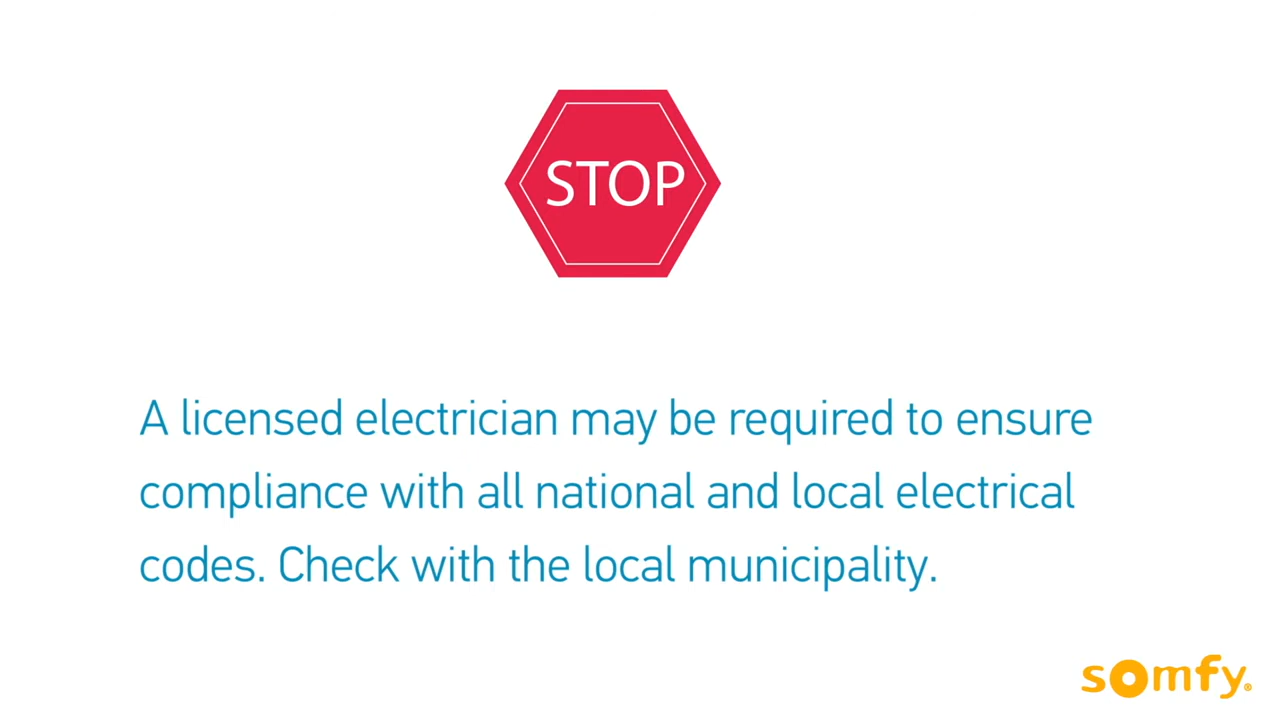 STOP
A licensed electrician may be required to ensure
compliance with all national and local electrical
codes. Check with the local municipality.
somfy®